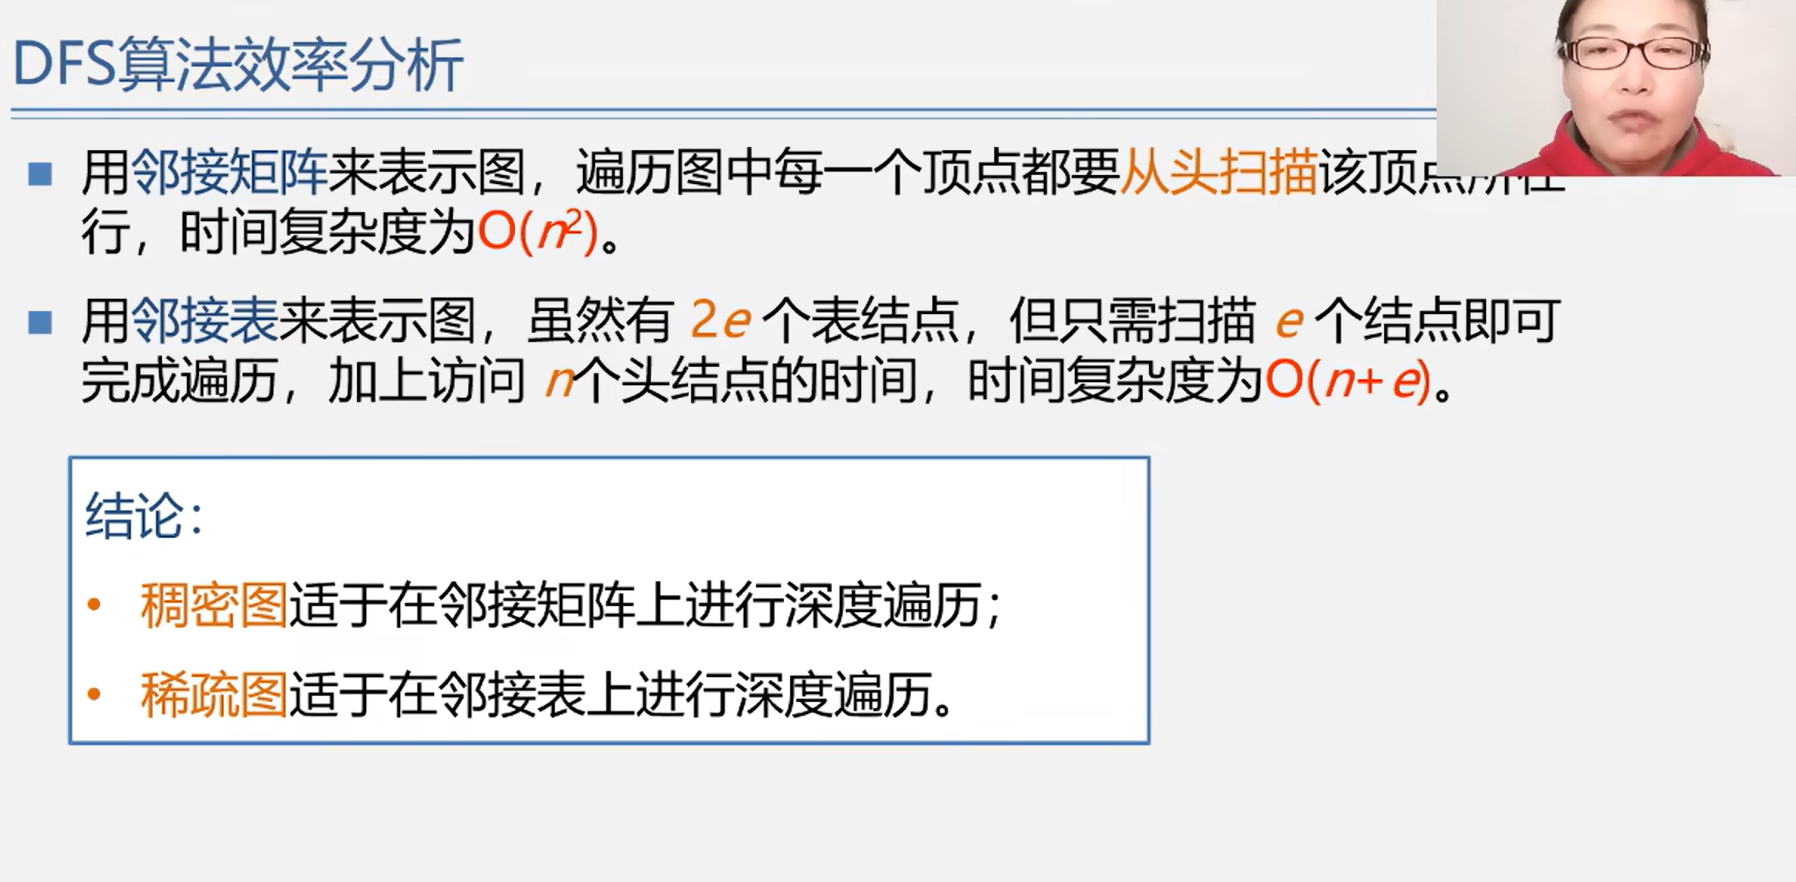 DFS算法效率分析
用邻接矩阵来表示图，遍历图中每一个顶点都要从头扫描该顶点所在
行，时间复杂度为O(n²)。
用邻接表来表示图，虽然有 2e 个表结点，但只需扫描 e 个结点即可
完成遍历，加上访问 n个头结点的时间，时间复杂度为O(n+e)。
结论：
• 稠密图适于在邻接矩阵上进行深度遍历；
• 稀疏图适于在邻接表上进行深度遍历。